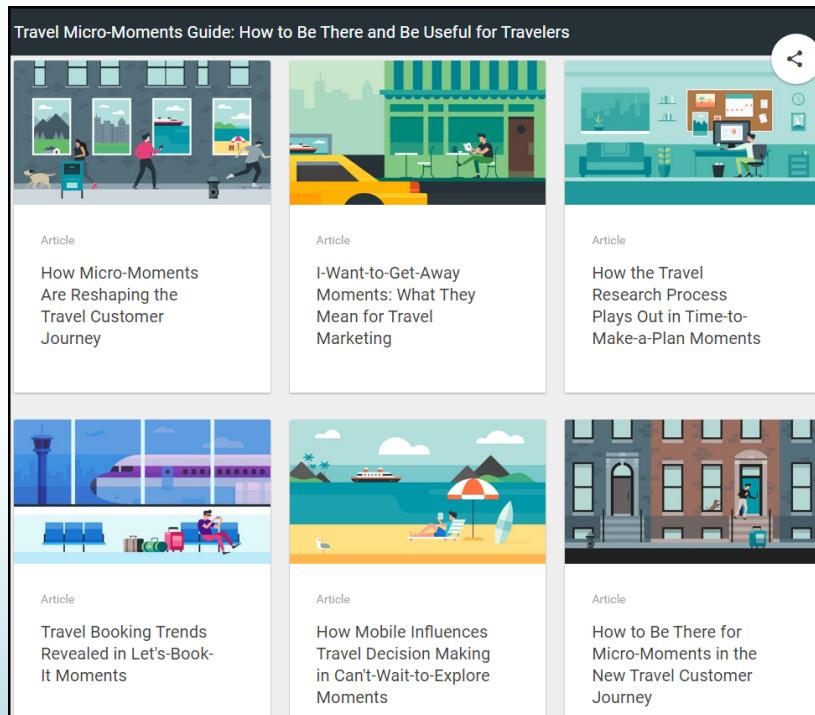 Travel Micro-Moments Guide: How to Be There and Be Useful for Travelers
Article
How Micro-Moments
Are Reshaping the
Travel Customer
Journey
Article
I-Want-to-Get-Away
Moments: What They
Mean for Travel
Marketing
Article
How the Travel
Research Process
Plays Out in Time-to-
Make-a-Plan Moments
Article
Travel Booking Trends
Revealed in Let's-Book-
It Moments
Article
How Mobile Influences
Travel Decision Making
in Can't-Wait-to-Explore
Moments
Article
How to Be There for
Micro-Moments in the
New Travel Customer
Journey